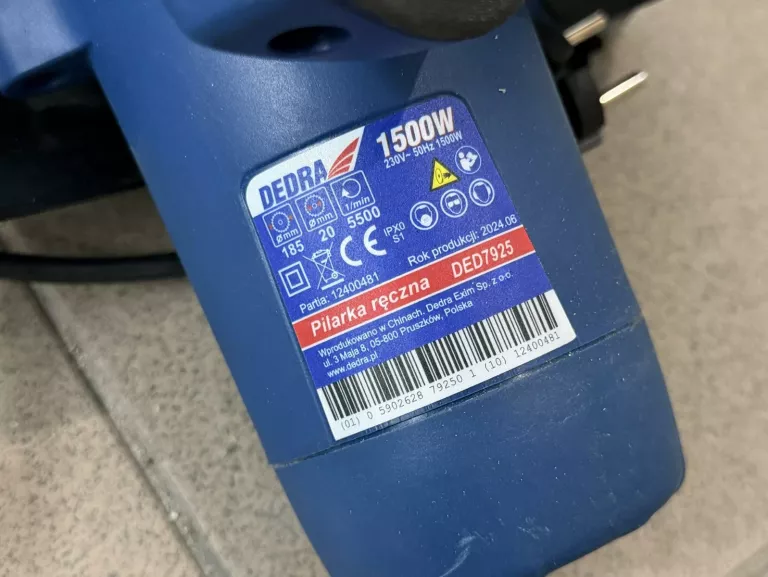 DEDRA
1500W
230V~ 50Hz 1500W
Ømm Ømm 1/min
185 20 5500
IPX0
S1
CE
Partia: 12400481
Rok produkcji: 2024.06
Pilarka ręczna DED7925
Wprodukowano w Chinach. Dedra Exim Sp. z o.o.
ul. 3 Maja 8, 05-800 Pruszków, Polska
www.dedra.pl
(01) 0 5902628 79250 1 (10) 12400481